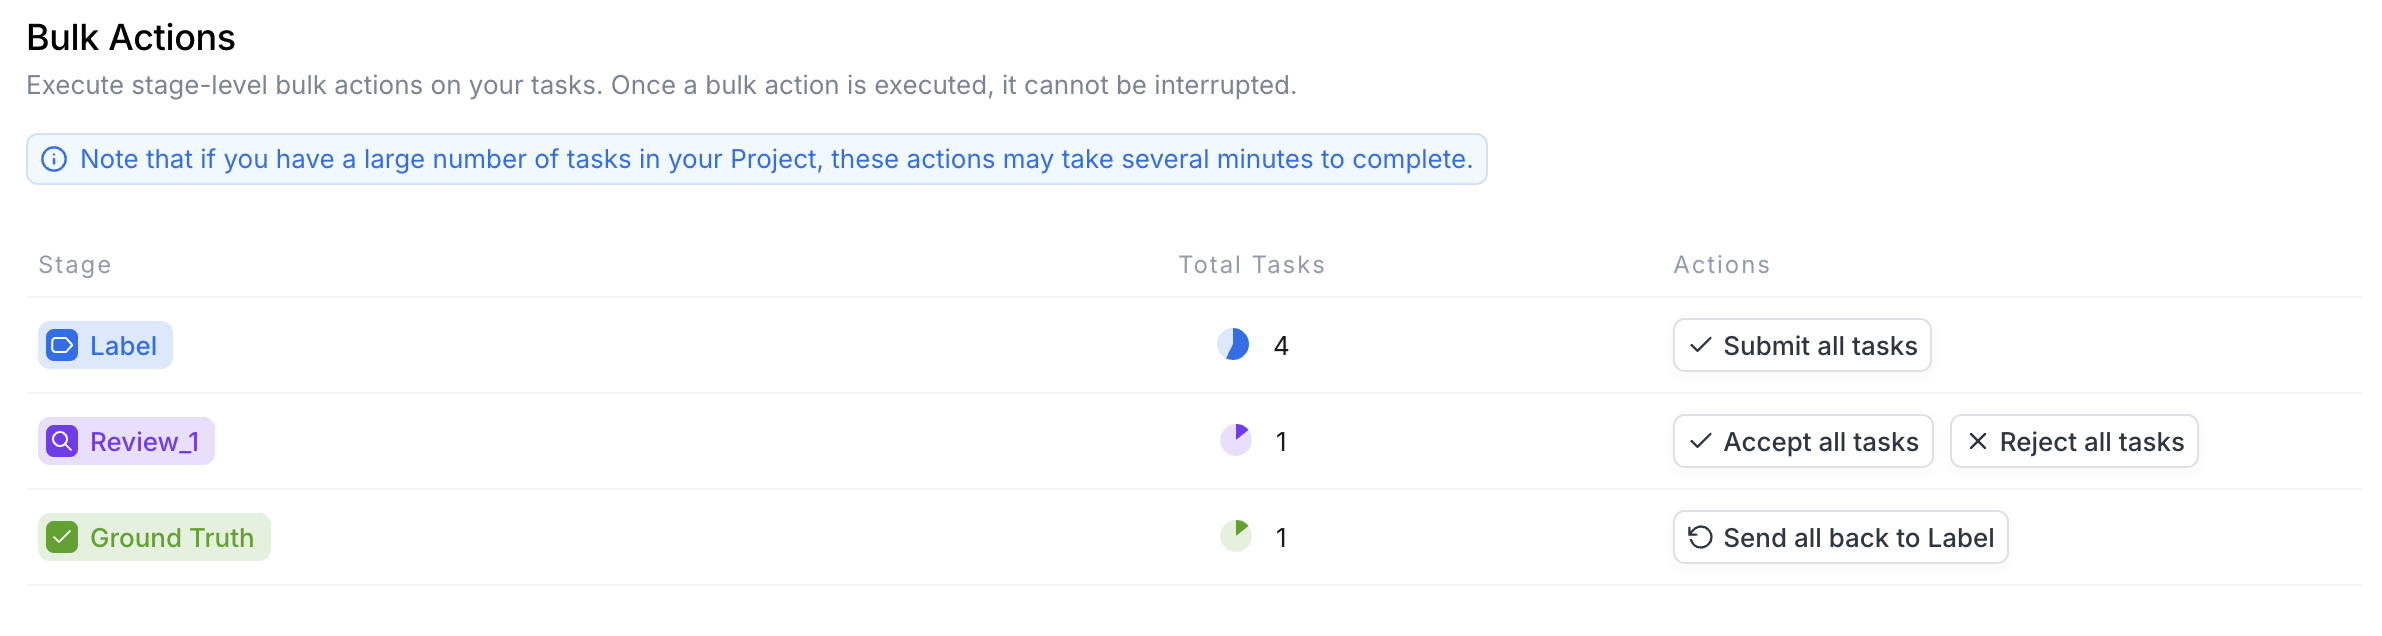 Bulk Actions
Execute stage-level bulk actions on your tasks. Once a bulk action is executed, it cannot be interrupted.
Note that if you have a large number of tasks in your Project, these actions may take several minutes to complete.
Stage Total Tasks Actions
Label 4 Submit all tasks
Review_1 1 Accept all tasks Reject all tasks
Ground Truth 1 Send all back to Label